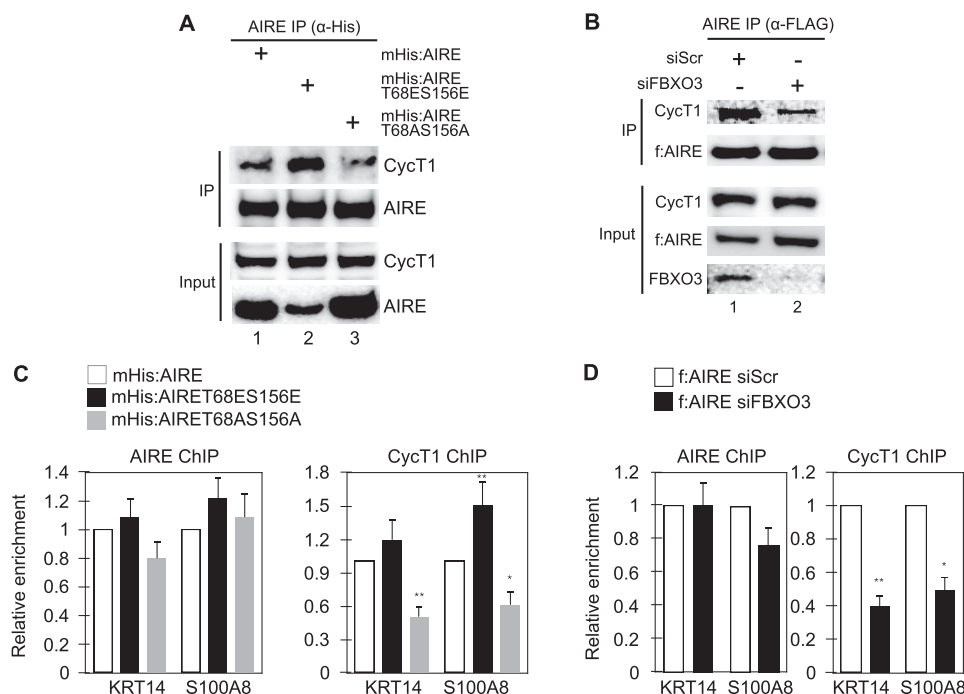 A
AIRE IP (α-His)
+ mHis:AIRE
+ mHis:AIRE
T68ES156E
+ mHis:AIRE
T68AS156A
IP
CycT1
AIRE
Input
CycT1
AIRE
1 2 3
B
AIRE IP (α-FLAG)
siScr + -
siFBXO3 - +
IP
CycT1
f:AIRE
Input
CycT1
f:AIRE
FBXO3
1 2
C
mHis:AIRE
mHis:AIRET68ES156E
mHis:AIRET68AS156A
AIRE ChIP
Relative enrichment
1.4
1.2
1
0.8
0.6
0.4
0.2
0
KRT14 S100A8
CycT1 ChIP
1.8
1.5
1.2
0.9
0.6
0.3
0
**
**
*
KRT14 S100A8
D
f:AIRE siScr
f:AIRE siFBXO3
AIRE ChIP
Relative enrichment
1.2
1
0.8
0.6
0.4
0.2
0
KRT14 S100A8
CycT1 ChIP
1.2
1
0.8
0.6
0.4
0.2
0
**
*
KRT14 S100A8